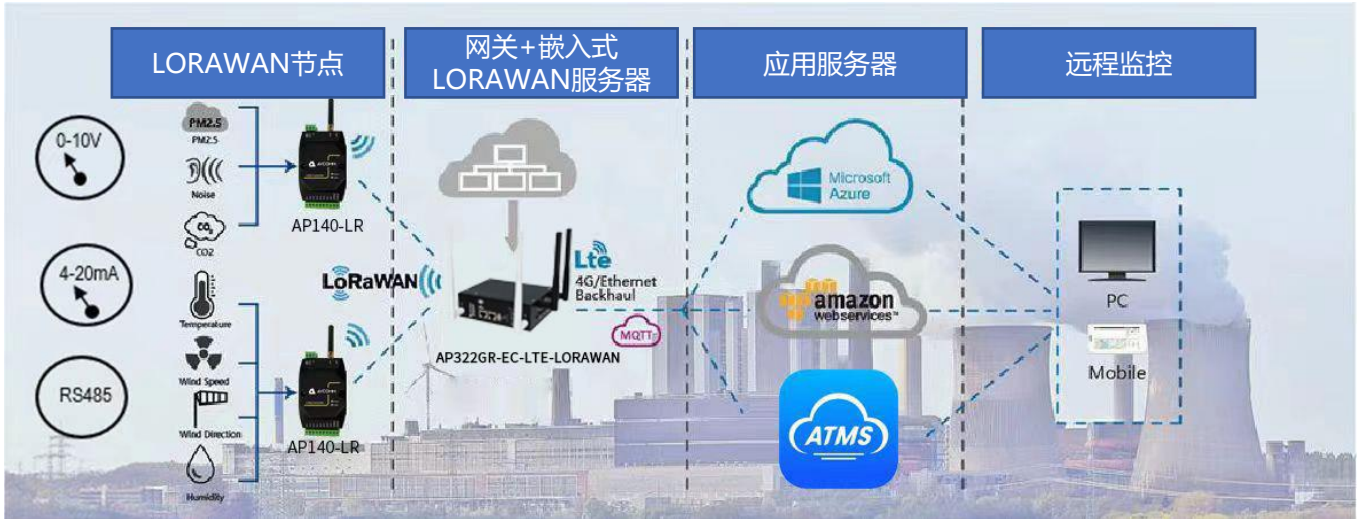 LORAWAN节点
网关+嵌入式
LORAWAN服务器
应用服务器
远程监控
0-10V
4-20mA
RS485
PM2.5
PM2.5
Noise
CO2
CO2
Temperature
Wind Speed
Wind Direction
Humidity
AP140-LR
AP140-LR
LoRaWAN
Lte
4G/Ethernet
Backhaul
MQTT
AP322GR-EC-LTE-LORAWAN
Microsoft
Azure
amazon
webservices™
ATMS
PC
Mobile